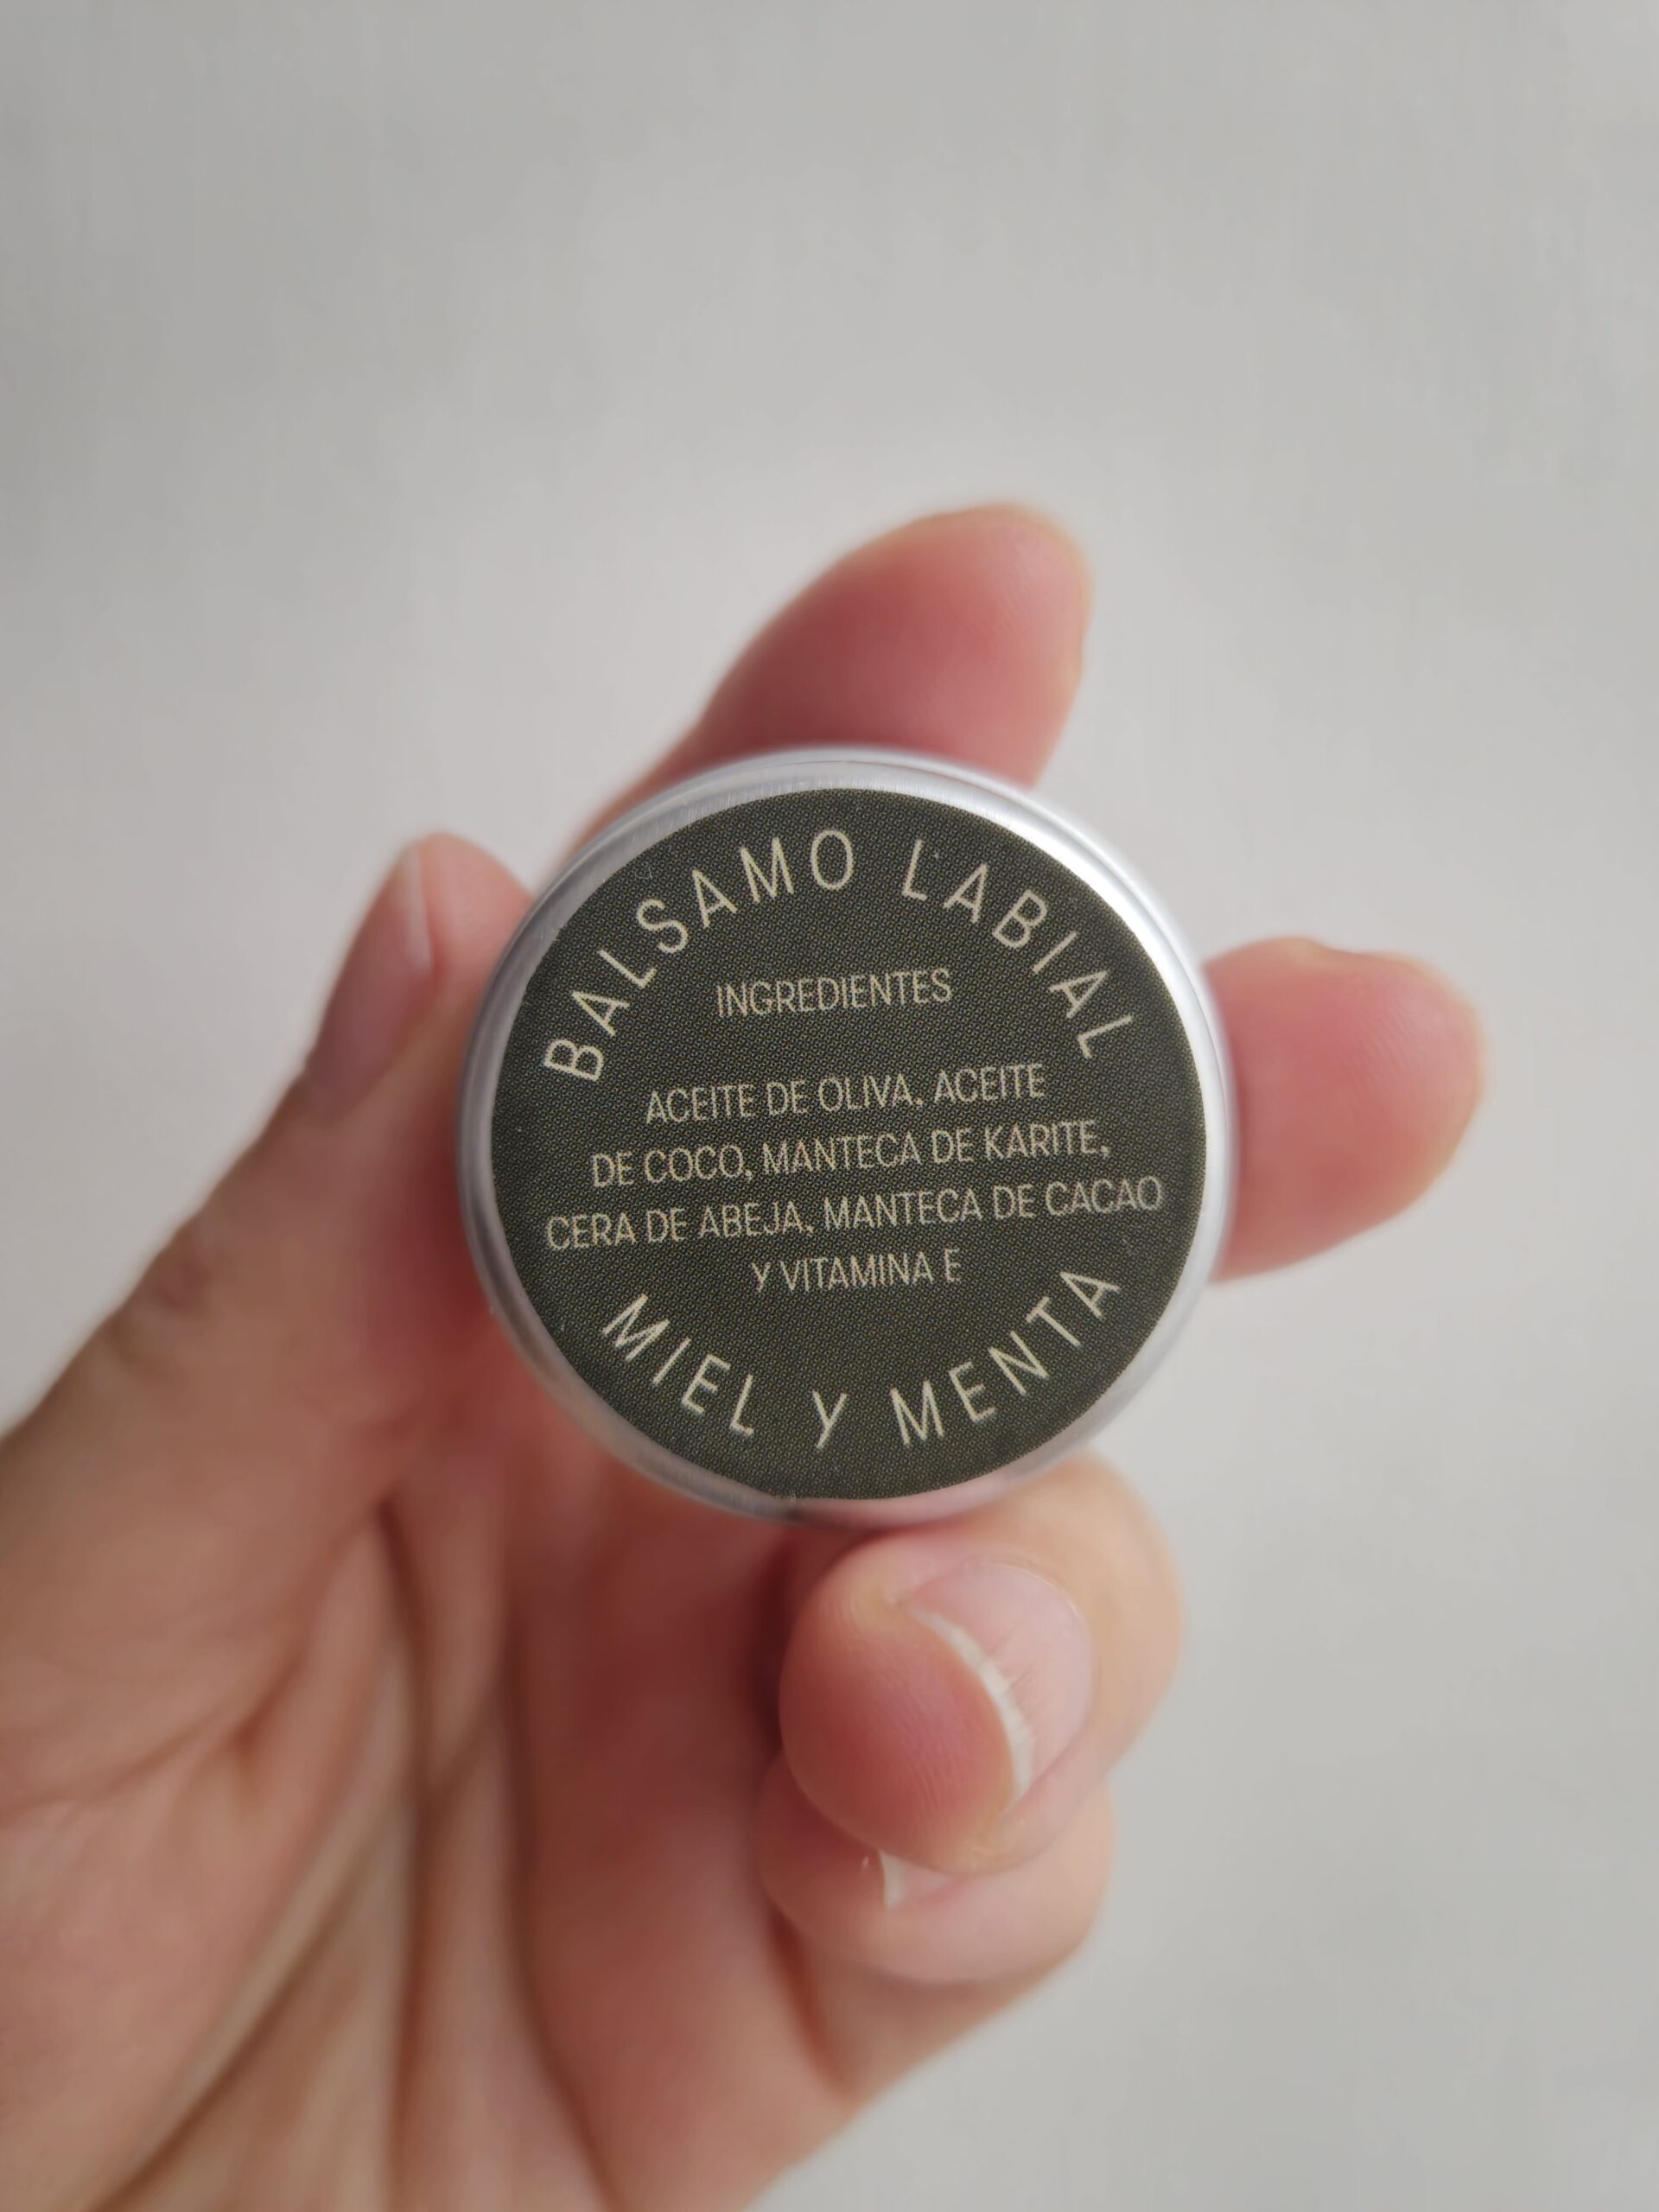 BALSAMO LABIAL
INGREDIENTES
ACEITE DE OLIVA, ACEITE
DE COCO, MANTECA DE KARITE,
CERA DE ABEJA, MANTECA DE CACAO
Y VITAMINA E
MIEL Y MENTA